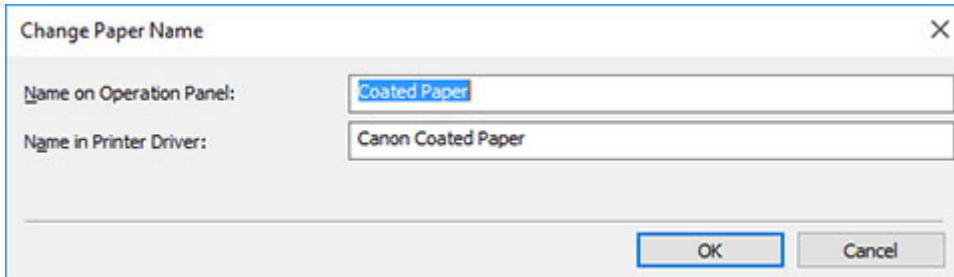 Change Paper Name
Name on Operation Panel: Coated Paper
Name in Printer Driver: Canon Coated Paper
OK Cancel